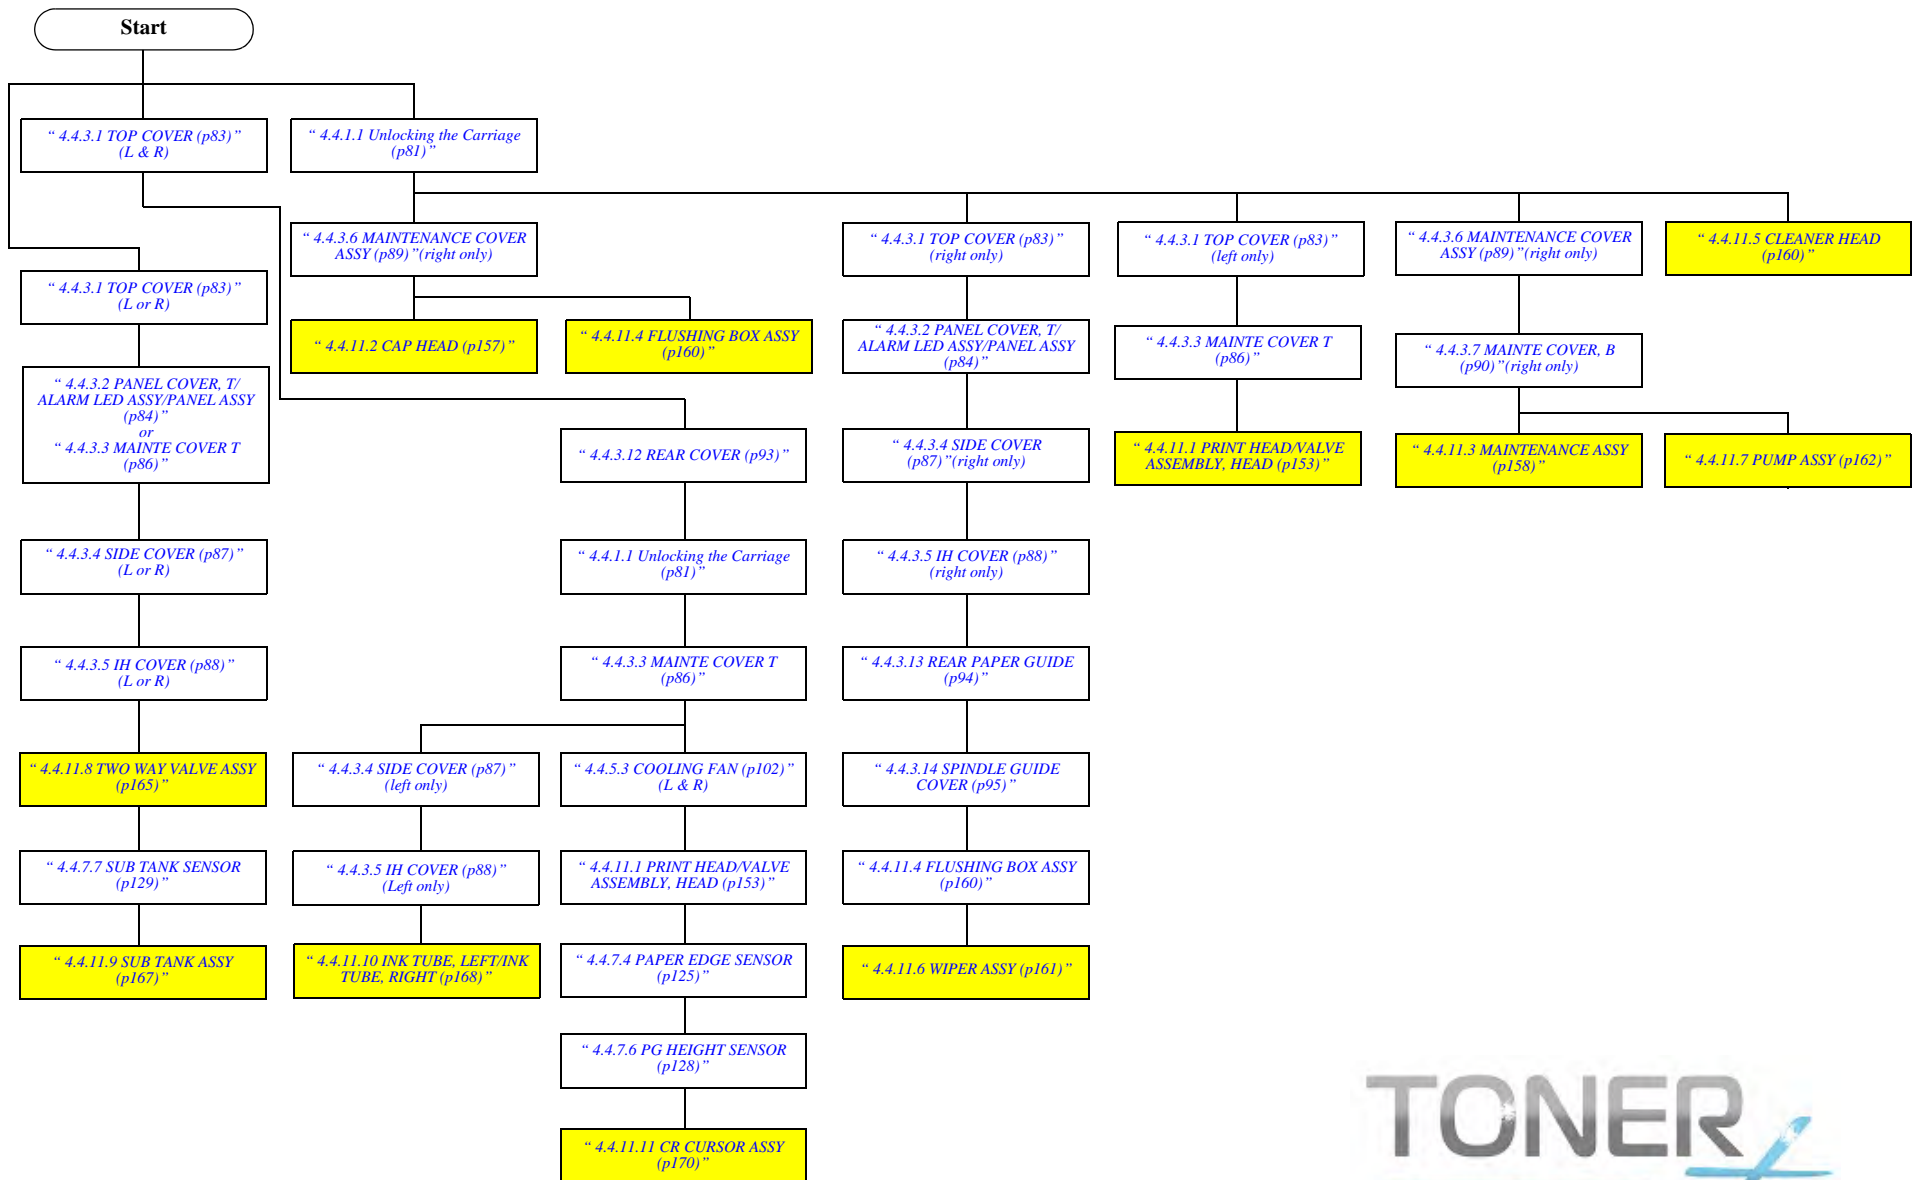 Start
“ 4.4.3.1 TOP COVER (p83)”
(L & R)
“ 4.4.1.1 Unlocking the Carriage
(p81)”
“ 4.4.3.6 MAINTENANCE COVER
ASSY (p89)”(right only)
“ 4.4.3.1 TOP COVER (p83)”
(right only)
“ 4.4.3.1 TOP COVER (p83)”
(left only)
“ 4.4.3.6 MAINTENANCE COVER
ASSY (p89)”(right only)
“ 4.4.11.5 CLEANER HEAD
(p160)”
“ 4.4.3.1 TOP COVER (p83)”
(L or R)
“ 4.4.11.2 CAP HEAD (p157)”
“ 4.4.11.4 FLUSHING BOX ASSY
(p160)”
“ 4.4.3.2 PANEL COVER, T/
ALARM LED ASSY/PANEL ASSY
(p84)”
“ 4.4.3.3 MAINTE COVER T
(p86)”
“ 4.4.3.7 MAINTE COVER, B
(p90)”(right only)
“ 4.4.3.2 PANEL COVER, T/
ALARM LED ASSY/PANEL ASSY
(p84)”
or
“ 4.4.3.3 MAINTE COVER T
(p86)”
“ 4.4.3.12 REAR COVER (p93)”
“ 4.4.3.4 SIDE COVER
(p87)”(right only)
“ 4.4.11.1 PRINT HEAD/VALVE
ASSEMBLY, HEAD (p153)”
“ 4.4.11.3 MAINTENANCE ASSY
(p158)”
“ 4.4.11.7 PUMP ASSY (p162)”
“ 4.4.3.4 SIDE COVER (p87)”
(L or R)
“ 4.4.1.1 Unlocking the Carriage
(p81)”
“ 4.4.3.5 IH COVER (p88)”
(right only)
“ 4.4.3.5 IH COVER (p88)”
(L or R)
“ 4.4.3.3 MAINTE COVER T
(p86)”
“ 4.4.3.13 REAR PAPER GUIDE
(p94)”
“ 4.4.11.8 TWO WAY VALVE ASSY
(p165)”
“ 4.4.3.4 SIDE COVER (p87)”
(left only)
“ 4.4.5.3 COOLING FAN (p102)”
(L & R)
“ 4.4.3.14 SPINDLE GUIDE
COVER (p95)”
“ 4.4.7.7 SUB TANK SENSOR
(p129)”
“ 4.4.3.5 IH COVER (p88)”
(Left only)
“ 4.4.11.1 PRINT HEAD/VALVE
ASSEMBLY, HEAD (p153)”
“ 4.4.11.4 FLUSHING BOX ASSY
(p160)”
“ 4.4.11.9 SUB TANK ASSY
(p167)”
“ 4.4.11.10 INK TUBE, LEFT/INK
TUBE, RIGHT (p168)”
“ 4.4.7.4 PAPER EDGE SENSOR
(p125)”
“ 4.4.11.6 WIPER ASSY (p161)”
“ 4.4.7.6 PG HEIGHT SENSOR
(p128)”
“ 4.4.11.11 CR CURSOR ASSY
(p170)”
TONER